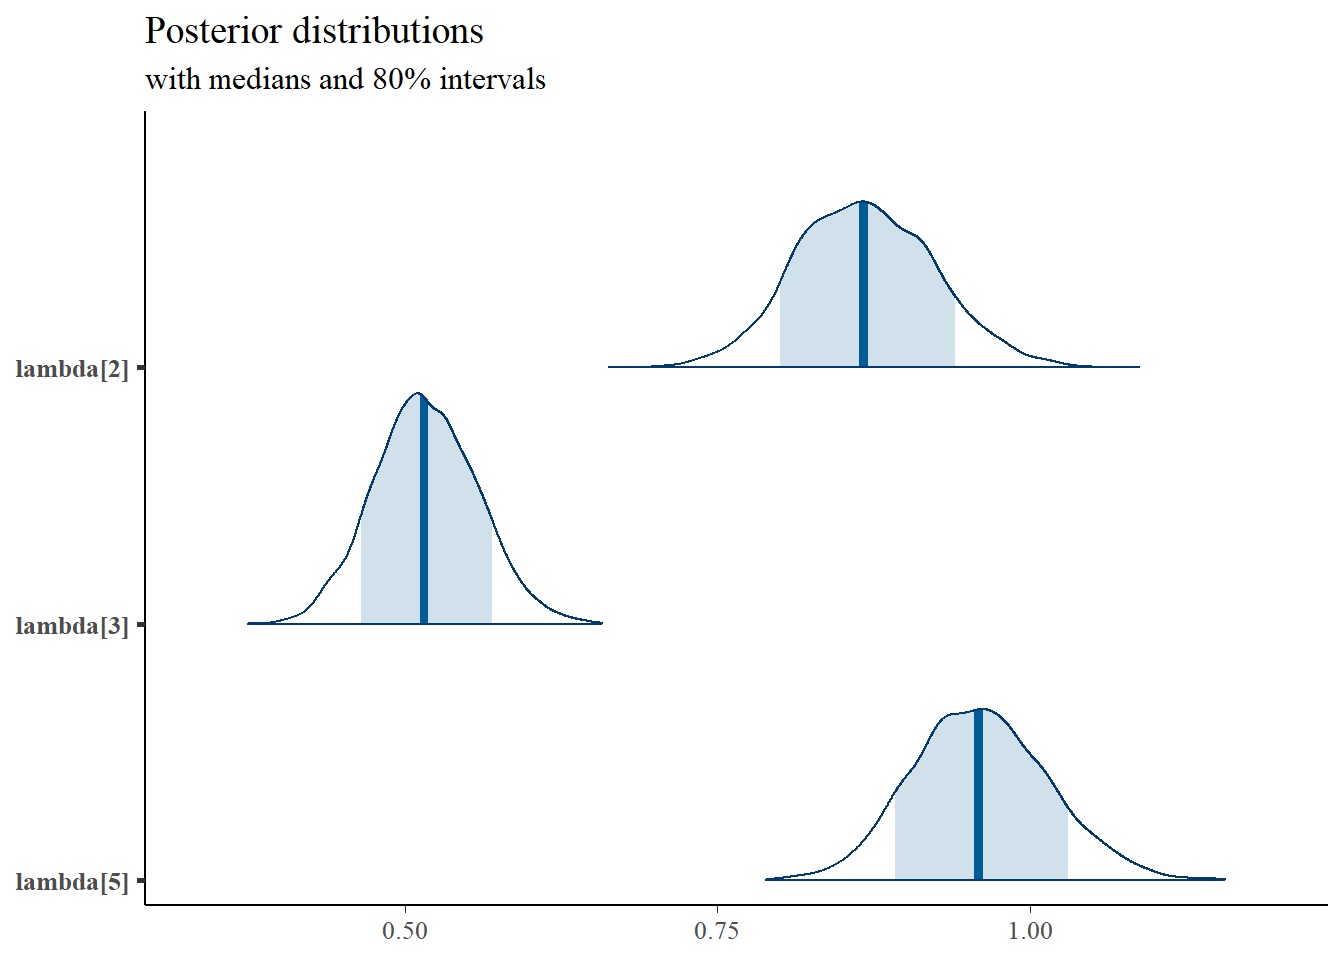 Posterior distributions
with medians and 80% intervals
lambda[2]
lambda[3]
lambda[5]
0.50 0.75 1.00